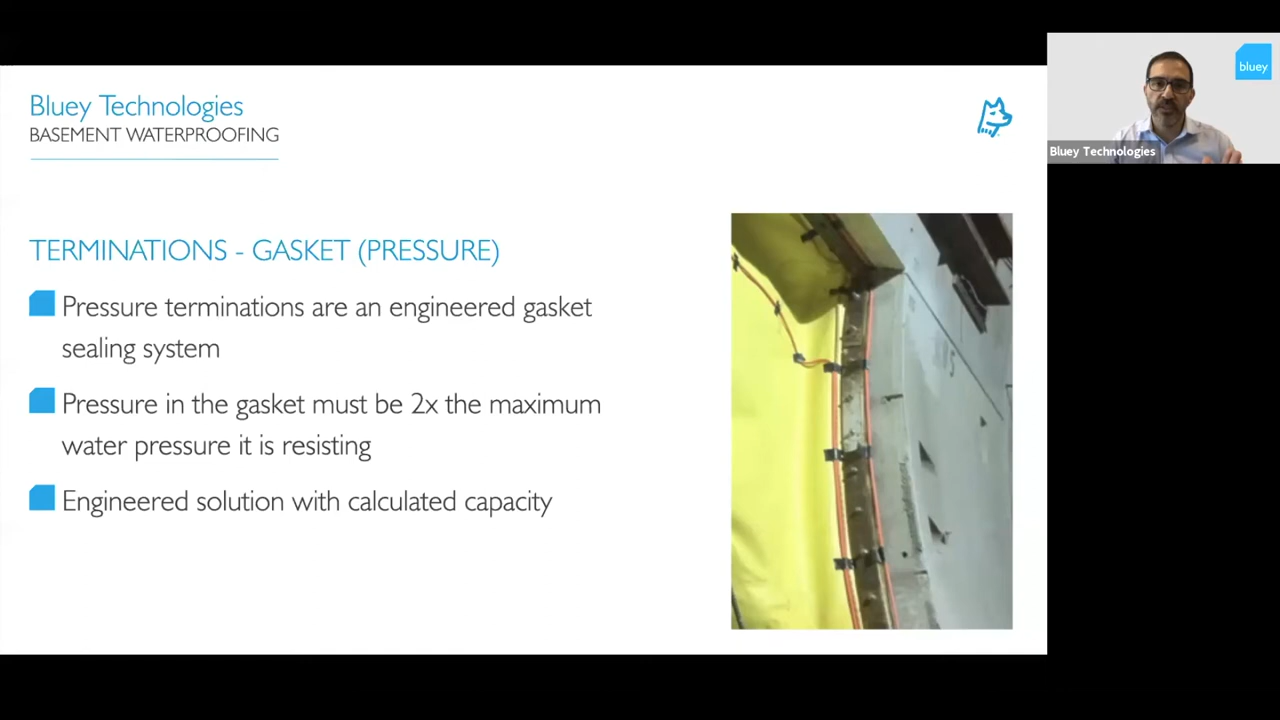 Bluey Technologies
BASEMENT WATERPROOFING
bluey
Bluey Technologies
TERMINATIONS - GASKET (PRESSURE)
Pressure terminations are an engineered gasket
sealing system
Pressure in the gasket must be 2x the maximum
water pressure it is resisting
Engineered solution with calculated capacity